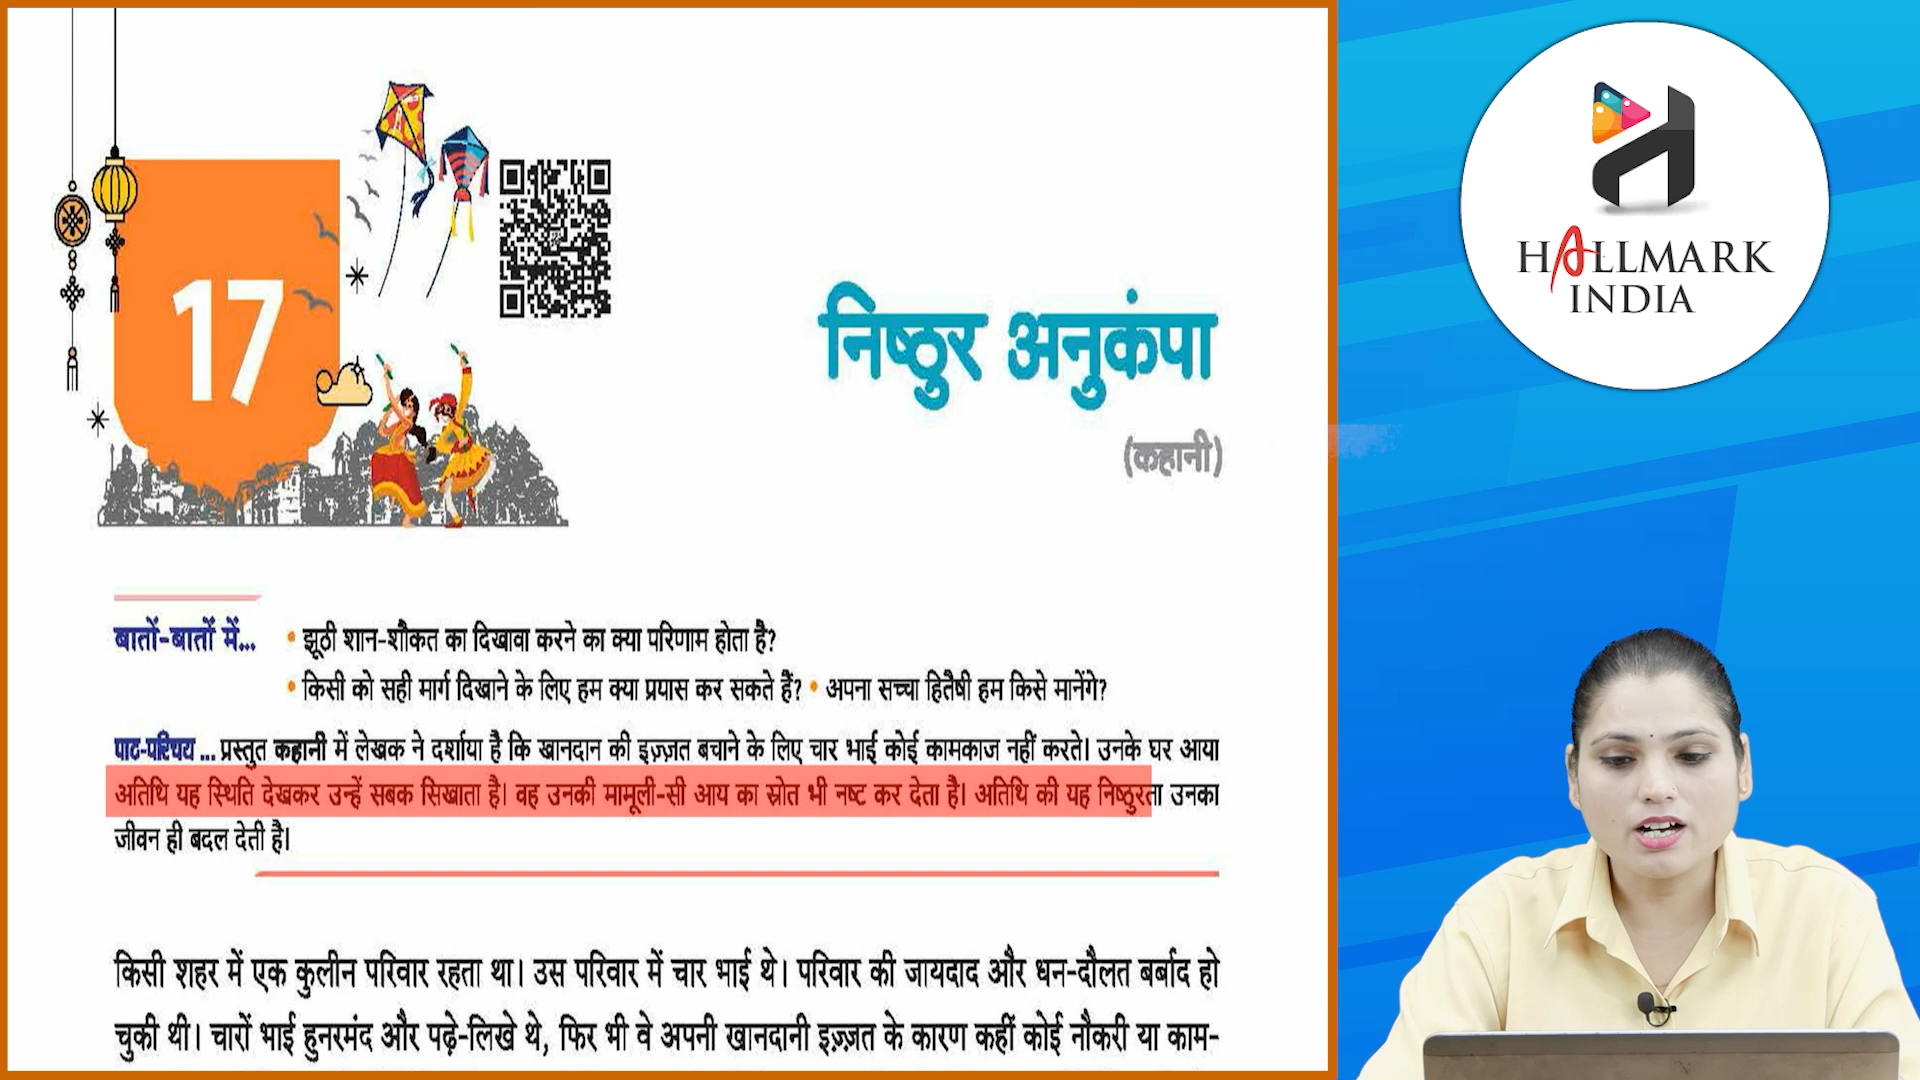 17
निष्ठुर अनुकंपा
(कहानी)
बातों-बातों में... • झूठी शान-शौकत का दिखावा करने का क्या परिणाम होता है?
• किसी को सही मार्ग दिखाने के लिए हम क्या प्रयास कर सकते हैं? • अपना सच्चा हितैषी हम किसे मानेंगे?
पाठ-परिचय ... प्रस्तुत कहानी में लेखक ने दर्शाया है कि खानदान की इज़्ज़त बचाने के लिए चार भाई कोई कामकाज नहीं करते। उनके घर आया
अतिथि यह स्थिति देखकर उन्हें सबक सिखाता है। वह उनकी मामूली-सी आय का स्रोत भी नष्ट कर देता है। अतिथि की यह निष्ठुरता उनका
जीवन ही बदल देती है।
किसी शहर में एक कुलीन परिवार रहता था। उस परिवार में चार भाई थे। परिवार की जायदाद और धन-दौलत बर्बाद हो
चुकी थी। चारों भाई हुनरमंद और पढ़े-लिखे थे, फिर भी वे अपनी खानदानी इज़्ज़त के कारण कहीं कोई नौकरी या काम-
HALLMARK
INDIA